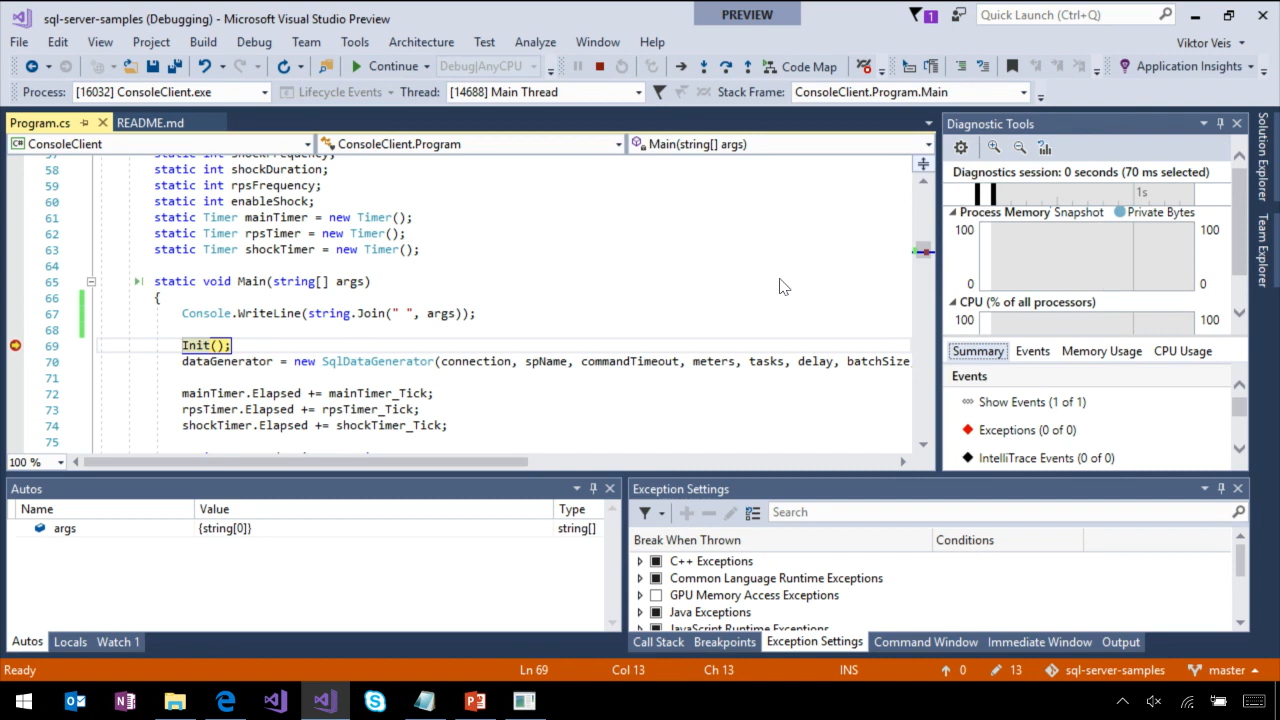 sql-server-samples (Debugging) - Microsoft Visual Studio Preview
PREVIEW
1
Quick Launch (Ctrl+Q)
File Edit View Project Build Debug Team Tools Architecture Test Analyze Window Help
Viktor Veis
Continue Debug|AnyCPU Code Map Application Insights
Process: [16032] ConsoleClient.exe Lifecycle Events Thread: [14688] Main Thread Stack Frame: ConsoleClient.Program.Main
Program.cs README.md
C# ConsoleClient ConsoleClient.Program Main(string[] args)
57 static int shockFrequency;
58 static int shockDuration;
59 static int rpsFrequency;
60 static int enableShock;
61 static Timer mainTimer = new Timer();
62 static Timer rpsTimer = new Timer();
63 static Timer shockTimer = new Timer();
64
65 static void Main(string[] args)
66 {
67 Console.WriteLine(string.Join(" ", args));
68
69 Init();
70 dataGenerator = new SqlDataGenerator(connection, spName, commandTimeout, meters, tasks, delay, batchSize,
71
72 mainTimer.Elapsed += mainTimer_Tick;
73 rpsTimer.Elapsed += rpsTimer_Tick;
74 shockTimer.Elapsed += shockTimer_Tick;
75
100 %
Diagnostic Tools
Diagnostics session: 0 seconds (70 ms selected)
1s
Process Memory Snapshot Private Bytes
100 100
0 0
CPU (% of all processors)
100 100
Summary Events Memory Usage CPU Usage
Events
Show Events (1 of 1)
Exceptions (0 of 0)
IntelliTrace Events (0 of 0)
Solution Explorer
Team Explorer
Autos
Name Value Type
args {string[0]} string[]
Autos Locals Watch 1
Exception Settings
Search
Break When Thrown Conditions
C++ Exceptions
Common Language Runtime Exceptions
GPU Memory Access Exceptions
Java Exceptions
JavaScript Runtime Exceptions
Call Stack Breakpoints Exception Settings Command Window Immediate Window Output
Ready Ln 69 Col 13 Ch 13 INS 0 13 sql-server-samples master